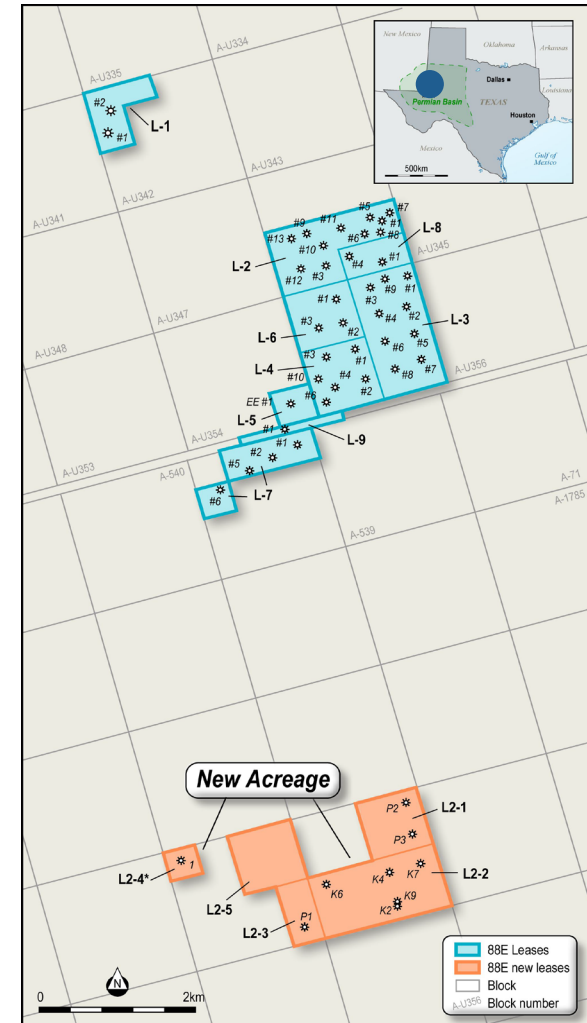 A-U334
A-U335
#2
#1
L-1
New Mexico
Oklahoma
Arkansas
Dallas
Louisiana
Permian Basin
TEXAS
Houston
Mexico
Gulf of
Mexico
500km
A-U343
A-U342
A-U341
#5
#7
#9
#11
#1
#13
#6
#8
L-8
#10
L-2
#4
#1
A-U345
#12
#3
#9
#1
#1
#3
A-U347
#4
#2
L-3
#3
L-6
#2
#5
#6
A-U348
#3
#1
L-4
#7
#10
#4
#8
A-U356
#2
EE #1
#6
L-5
#1
A-U354
L-9
#1
#2
A-U353
A-540
#5
L-7
#6
A-71
A-1785
A-539
New Acreage
P2
L2-1
P3
1
L2-4*
K4
K7
L2-2
K6
L2-5
K9
K2
P1
L2-3
88E Leases
88E new leases
Block
A-U356
Block number
N
0
2km